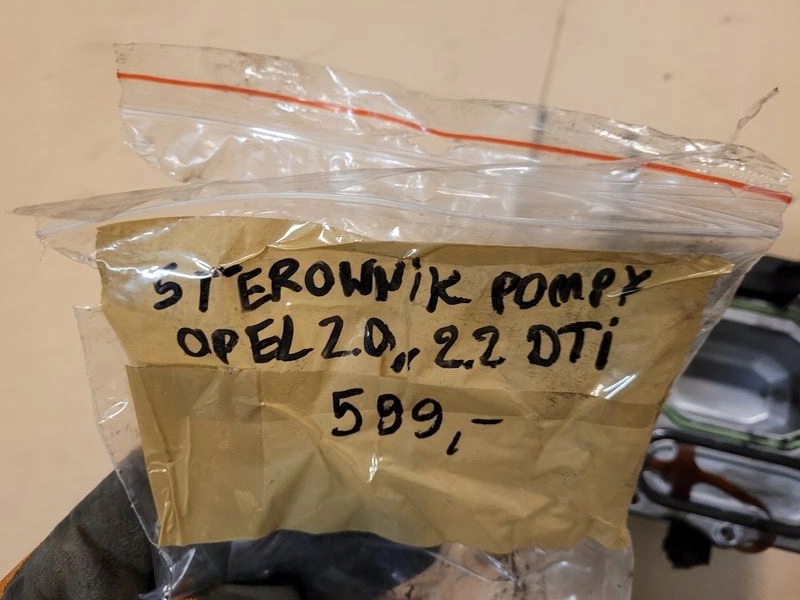 STEROWNiK POMPY
OPEL 2.0,, 2.2 DTi
599,-